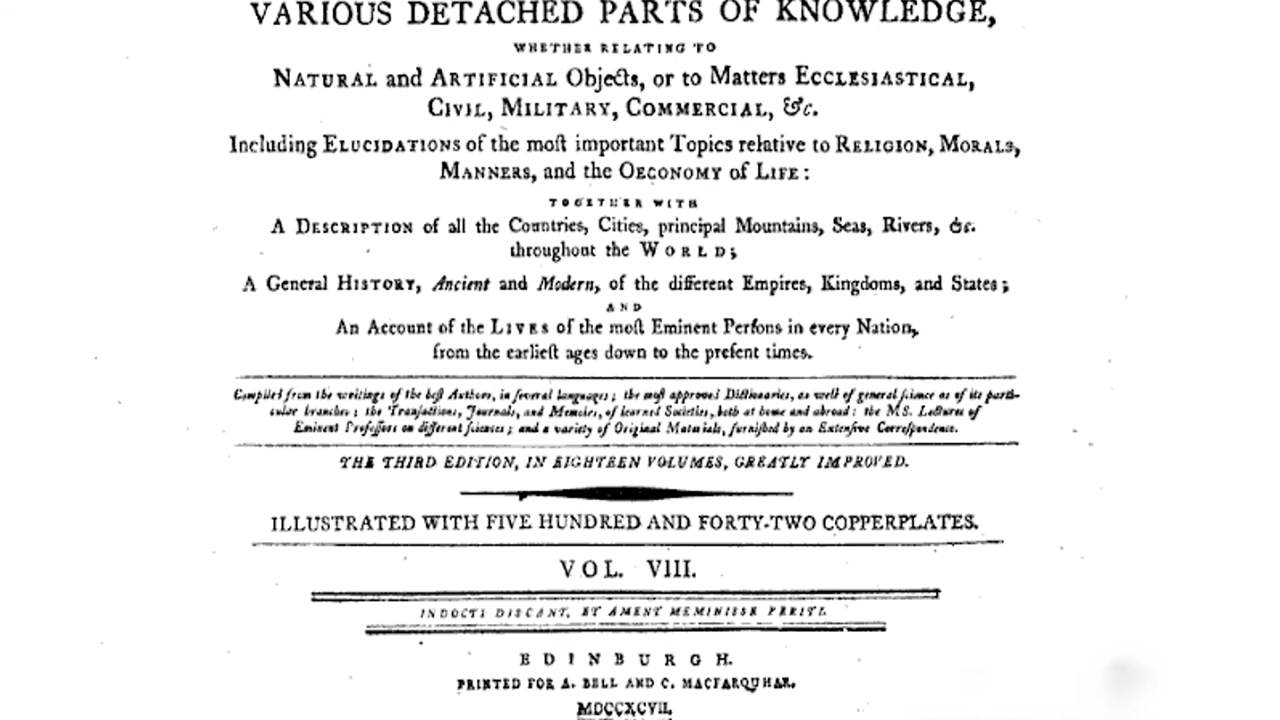 VARIOUS DETACHED PARTS OF KNOWLEDGE,
WHETHER RELATING TO
NATURAL and ARTIFICIAL Objects, or to Matters ECCLESIASTICAL,
CIVIL, MILITARY, COMMERCIAL, &c.
Including ELUCIDATIONS of the moſt important Topics relative to RELIGION, MORALS,
MANNERS, and the OECONOMY of LIFE:
TOGETHER WITH
A DESCRIPTION of all the Countries, Cities, principal Mountains, Seas, Rivers, &c.
throughout the WORLD;
A General HISTORY, Ancient and Modern, of the different Empires, Kingdoms, and States;
AND
An Account of the LIVES of the moſt Eminent Perſons in every Nation,
from the earlieſt ages down to the preſent times.
Compiled from the writings of the beſt Authors, in ſeveral languages; the moſt approved Dictionaries, as well of general ſcience as of its parti-
cular branches; the Tranſactions, Journals, and Memoirs, of learned Societies, both at home and abroad: the MS. Lectures of
Eminent Profeſſors on different ſciences; and a variety of Original Materials, furniſhed by an Extenſive Correſpondence.
THE THIRD EDITION, IN EIGHTEEN VOLUMES, GREATLY IMPROVED.
ILLUSTRATED WITH FIVE HUNDRED AND FORTY-TWO COPPERPLATES.
VOL. VIII.
INDOCTI DISCANT, ET AMENT MEMINISSE PERITI.
EDINBURGH.
PRINTED FOR A. BELL AND C. MACFARQUHAR,
MDCCXCVII.